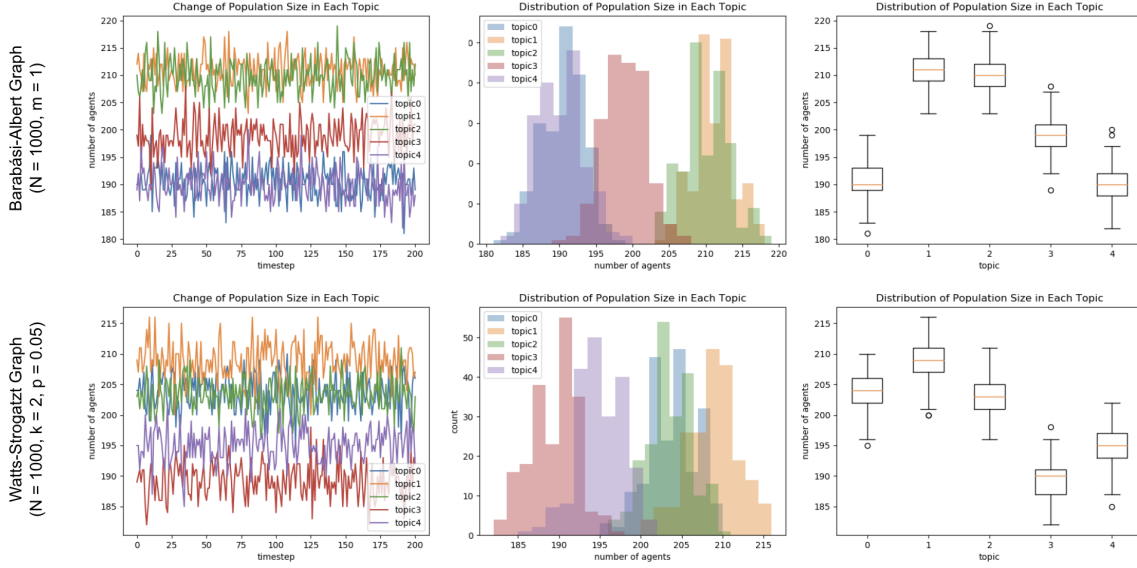 Barabási-Albert Graph
(N = 1000, m = 1)
Change of Population Size in Each Topic
number of agents
220
215
210
205
200
195
190
185
180
topic0
topic1
topic2
topic3
topic4
0 25 50 75 100 125 150 175 200
timestep
Distribution of Population Size in Each Topic
0
0
0
0
0
0
topic0
topic1
topic2
topic3
topic4
180 185 190 195 200 205 210 215 220
number of agents
Distribution of Population Size in Each Topic
number of agents
220
215
210
205
200
195
190
185
180
0 1 2 3 4
topic
Watts-Strogatzt Graph
(N = 1000, k = 2, p = 0.05)
Change of Population Size in Each Topic
number of agents
215
210
205
200
195
190
185
topic0
topic1
topic2
topic3
topic4
0 25 50 75 100 125 150 175 200
timestep
Distribution of Population Size in Each Topic
count
50
40
30
20
10
0
topic0
topic1
topic2
topic3
topic4
185 190 195 200 205 210 215
number of agents
Distribution of Population Size in Each Topic
number of agents
215
210
205
200
195
190
185
0 1 2 3 4
topic